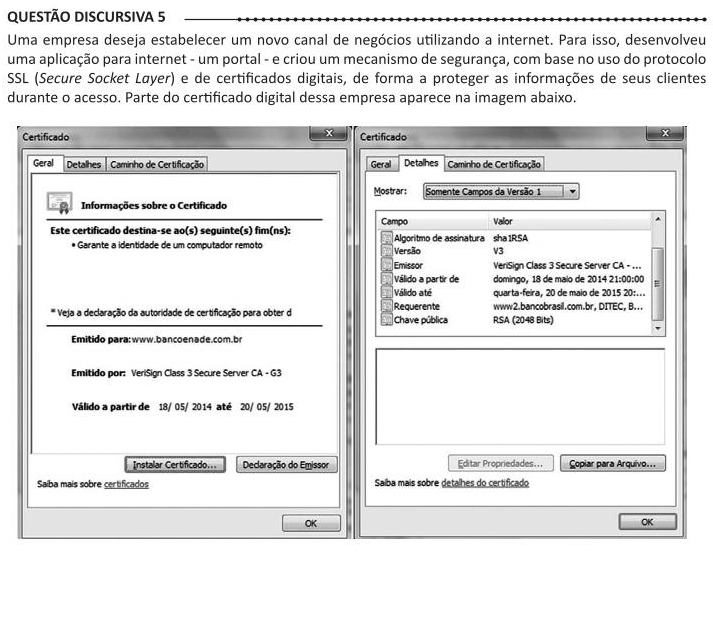 QUESTÃO DISCURSIVA 5
Uma empresa deseja estabelecer um novo canal de negócios utilizando a internet. Para isso, desenvolveu
uma aplicação para internet - um portal - e criou um mecanismo de segurança, com base no uso do protocolo
SSL (Secure Socket Layer) e de certificados digitais, de forma a proteger as informações de seus clientes
durante o acesso. Parte do certificado digital dessa empresa aparece na imagem abaixo.
Certificado
x
Geral Detalhes Caminho de Certificação
Informações sobre o Certificado
Este certificado destina-se ao(s) seguinte(s) fim(ns):
• Garante a identidade de um computador remoto
* Veja a declaração da autoridade de certificação para obter d
Emitido para: www.bancoenade.com.br
Emitido por: VeriSign Class 3 Secure Server CA - G3
Válido a partir de 18/ 05/ 2014 até 20/ 05/ 2015
Instalar Certificado... Declaração do Emissor
Saiba mais sobre certificados
OK
Certificado
x
Geral Detalhes Caminho de Certificação
Mostrar: Somente Campos da Versão 1
Campo Valor
Algoritmo de assinatura sha1RSA
Versão V3
Emissor VeriSign Class 3 Secure Server CA - ...
Válido a partir de domingo, 18 de maio de 2014 21:00:00
Válido até quarta-feira, 20 de maio de 2015 20:...
Requerente www2.bancobrasil.com.br, DITEC, B...
Chave pública RSA (2048 Bits)
Editar Propriedades... Copiar para Arquivo...
Saiba mais sobre detalhes do certificado
OK